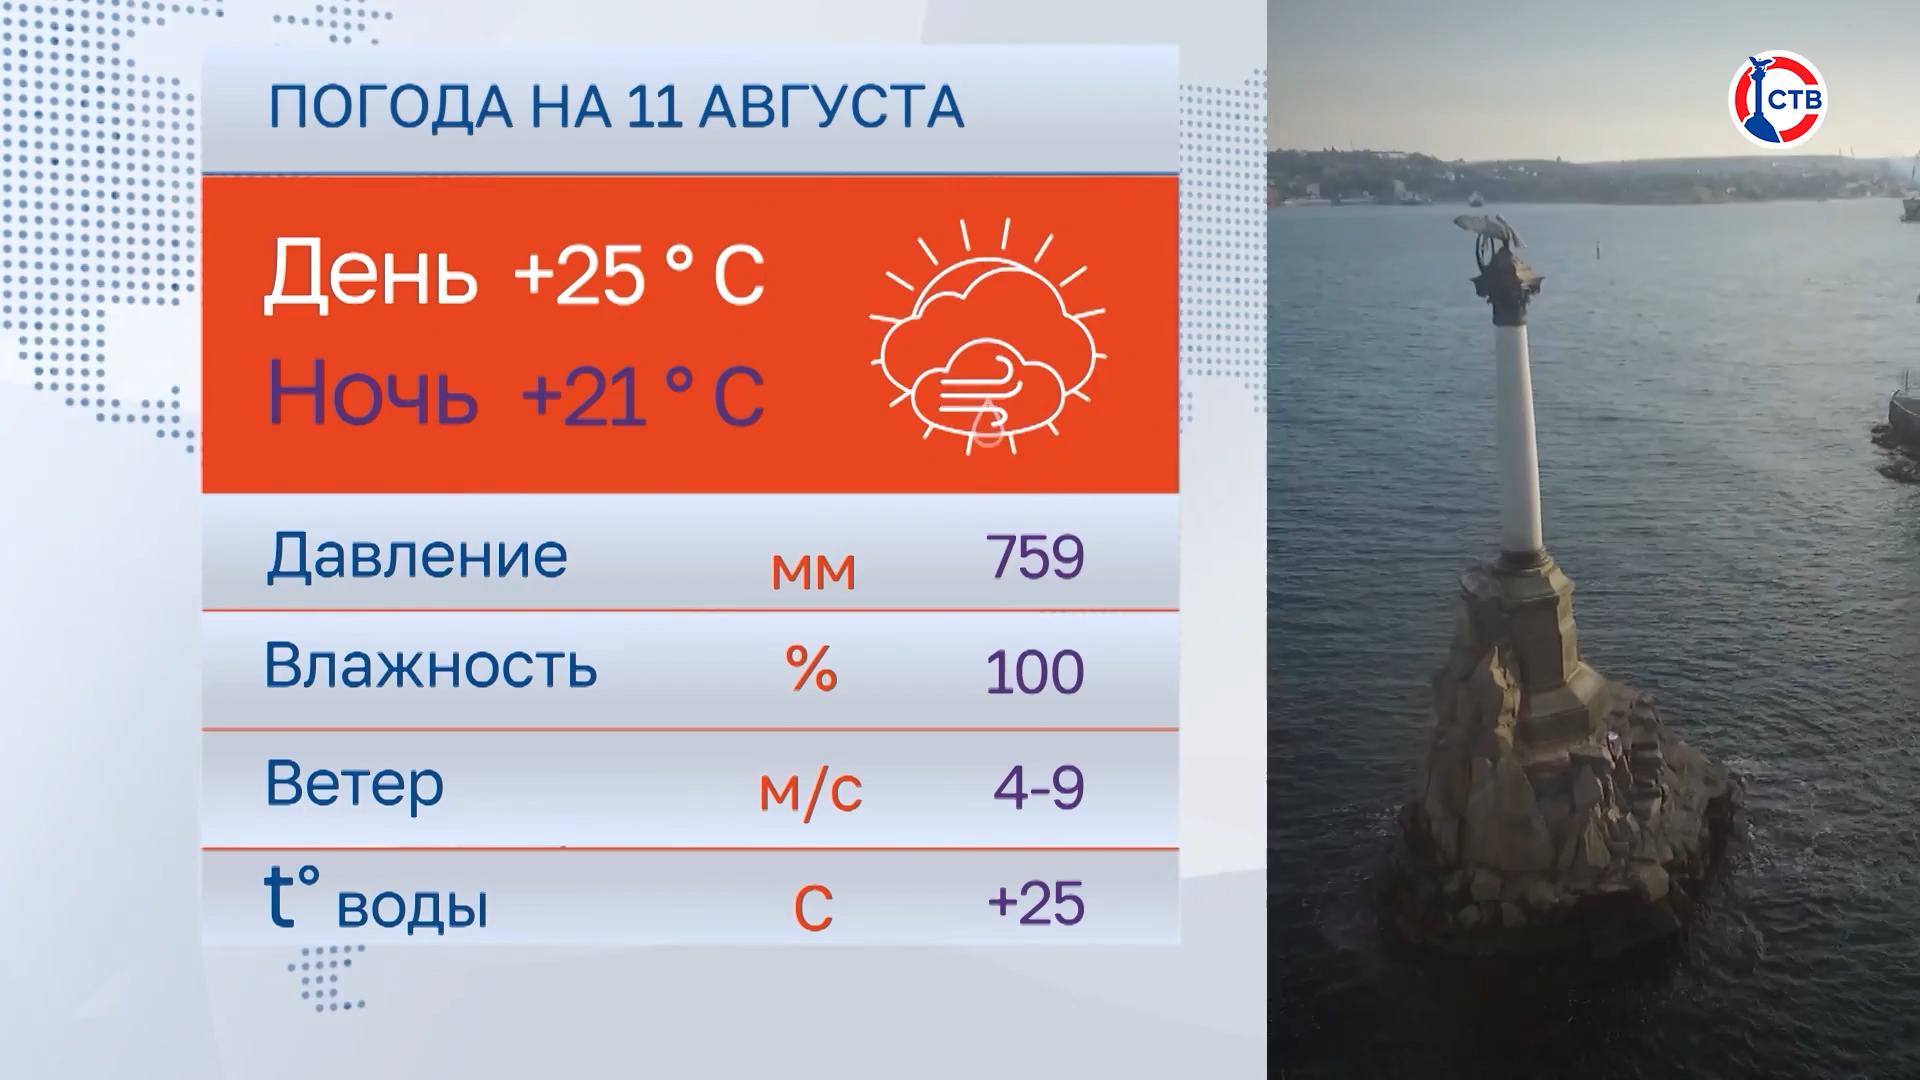 ПОГОДА НА 11 АВГУСТА
СТВ
День +25 ° С
Ночь +21 ° С
Давление мм 759
Влажность % 100
Ветер м/с 4-9
t° воды С +25